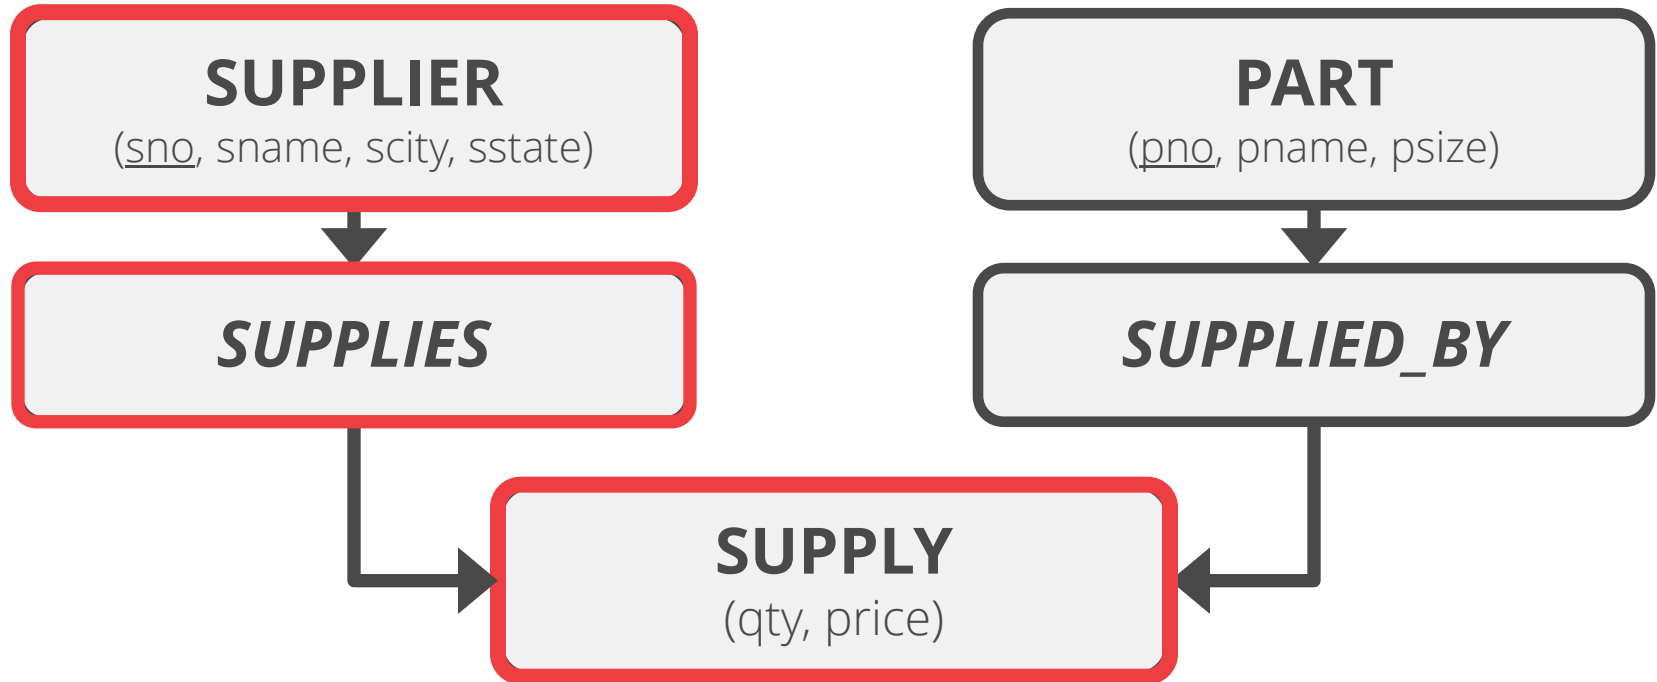 SUPPLIER
(sno, sname, scity, sstate)
PART
(pno, pname, psize)
SUPPLIES
SUPPLIED_BY
SUPPLY
(qty, price)